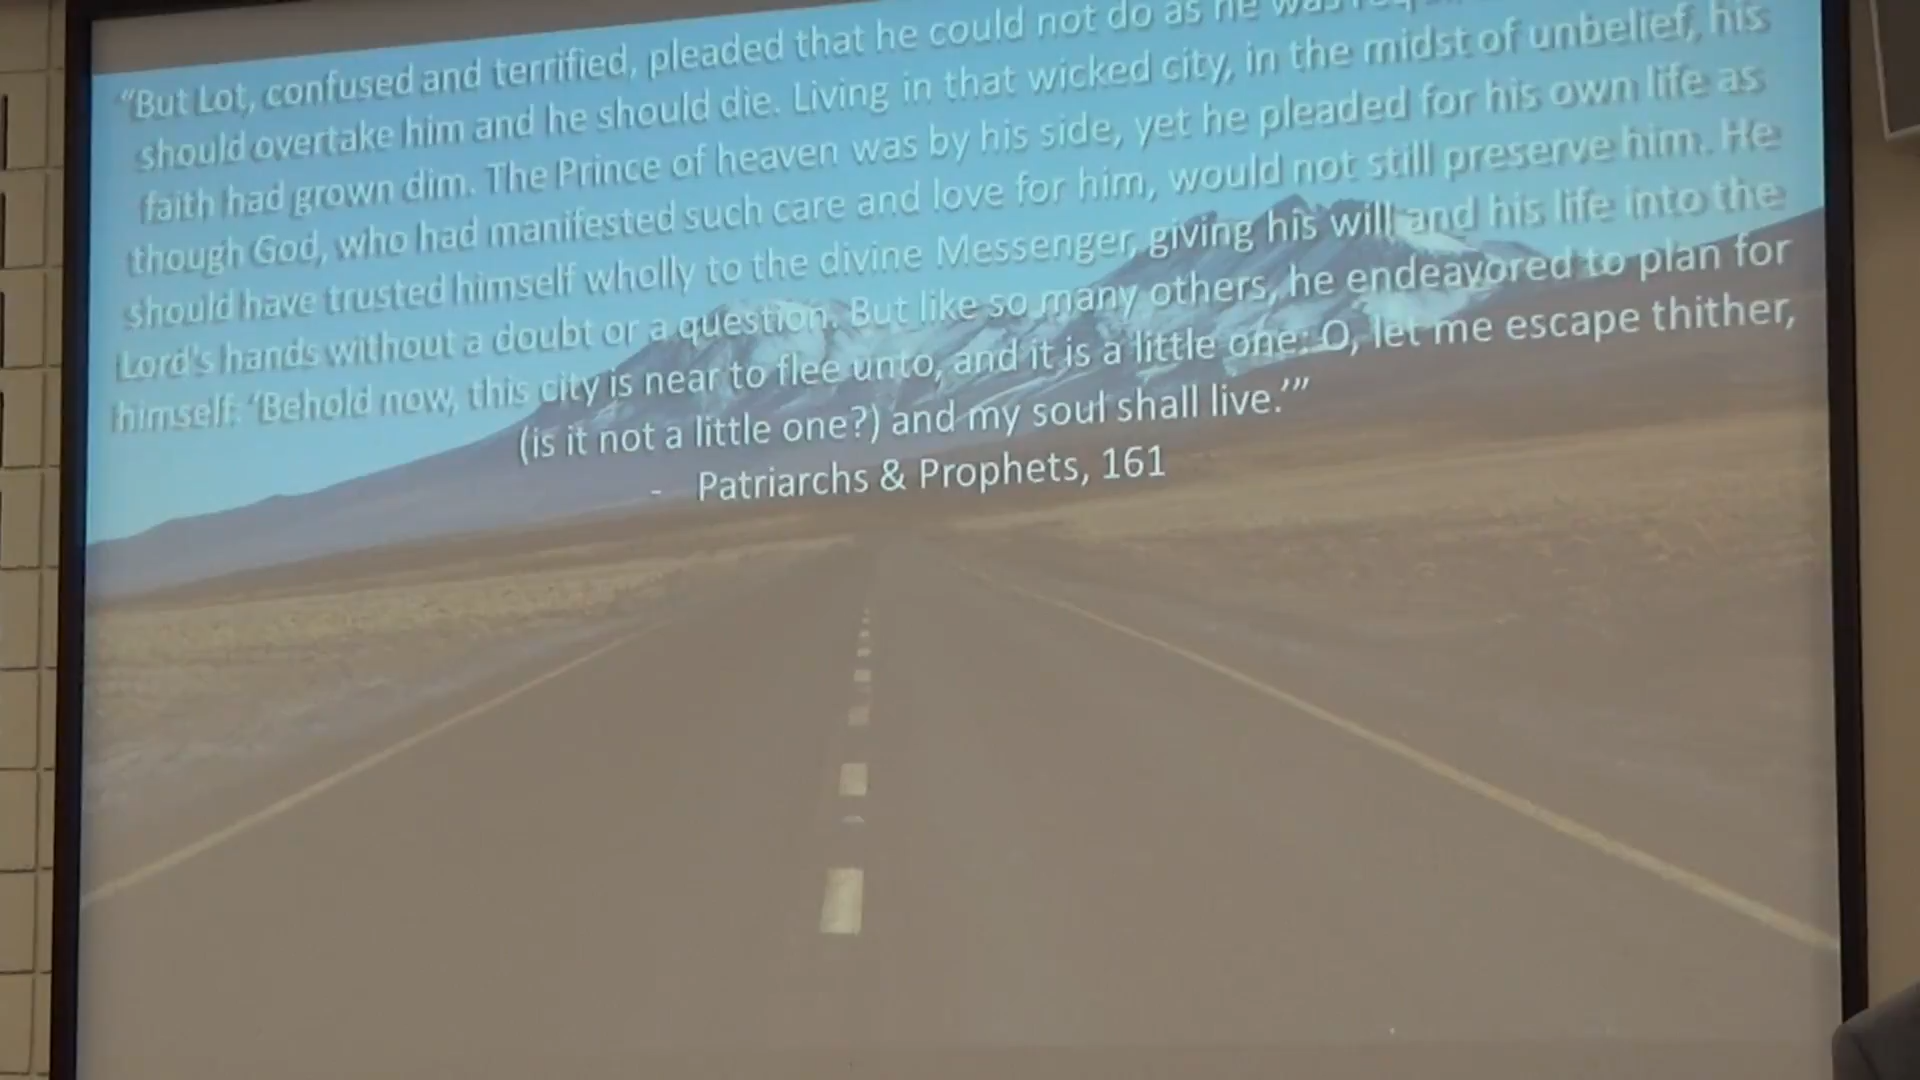 “But Lot, confused and terrified, pleaded that he could not do as he was
should overtake him and he should die. Living in that wicked city, in the midst of unbelief, his
faith had grown dim. The Prince of heaven was by his side, yet he pleaded for his own life as
though God, who had manifested such care and love for him, would not still preserve him. He
should have trusted himself wholly to the divine Messenger, giving his will and his life into the
Lord’s hands without a doubt or a question. But like so many others, he endeavored to plan for
himself: ‘Behold now, this city is near to flee unto, and it is a little one: O, let me escape thither,
(is it not a little one?) and my soul shall live.’”
- Patriarchs & Prophets, 161